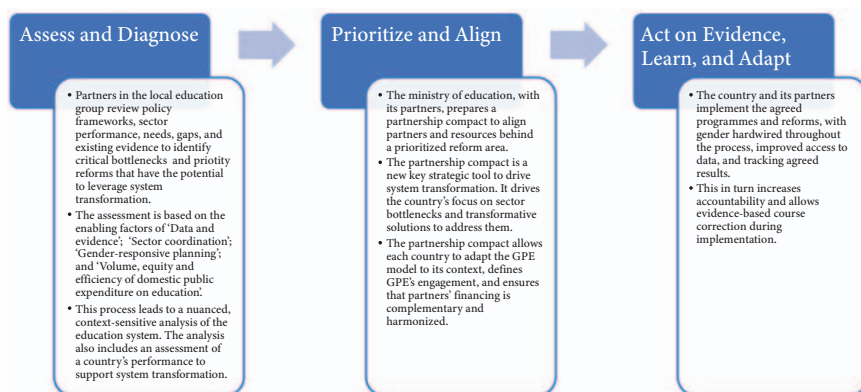 Assess and Diagnose
• Partners in the local education
group review policy
frameworks, sector
performance, needs, gaps, and
existing evidence to identify
critical bottlenecks and priotity
reforms that have the potential
to leverage system
transformation.
• The assessment is based on the
enabling factors of ‘Data and
evidence’; ‘Sector coordination’;
‘Gender-responsive planning’;
and ‘Volume, equity and
efficiency of domestic public
expenditure on education’.
• This process leads to a nuanced,
context-sensitive analysis of the
education system. The analysis
also includes an assessment of
a country’s performance to
support system transformation.
Prioritize and Align
• The ministry of education, with
its partners, prepares a
partnership compact to align
partners and resources behind
a prioritized reform area.
• The partnership compact is a
new key strategic tool to drive
system transformation. It drives
the country’s focus on sector
bottlenecks and transformative
solutions to address them.
• The partnership compact allows
each country to adapt the GPE
model to its context, defines
GPE’s engagement, and ensures
that partners’ financing is
complementary and
harmonized.
Act on Evidence,
Learn, and Adapt
• The country and its partners
implement the agreed
programmes and reforms, with
gender hardwired throughout
the process, improved access to
data, and tracking agreed
results.
• This in turn increases
accountability and allows
evidence-based course
correction during
implementation.